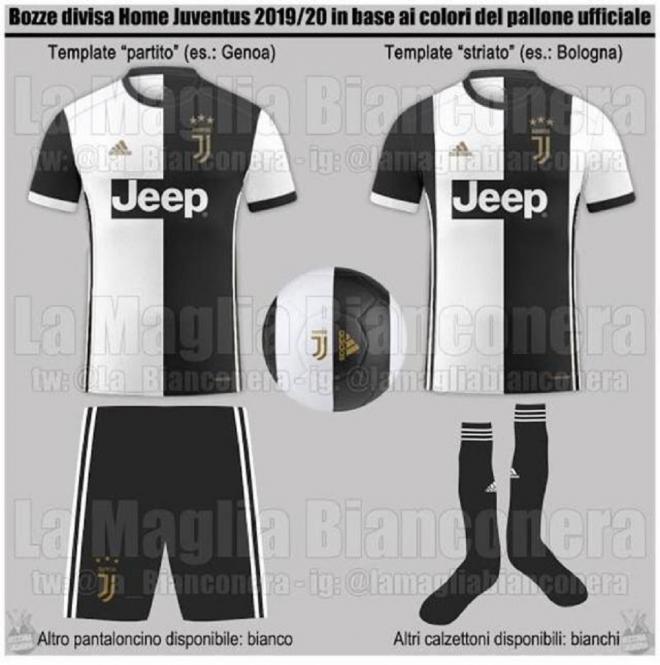 Bozze divisa Home Juventus 2019/20 in base ai colori del pallone ufficiale
Template “partito” (es.: Genoa)
Template “striato” (es.: Bologna)
La Maglia Bianconera
tw: @La_Bianconera - ig: @lamagliabianconera
Jeep
Jeep
La Maglia Bianconera
tw: @La_Bianconera - ig: @lamagliabianconera
adidas
La Maglia Bianconera
tw: @La_Bianconera - ig: @lamagliabianconera
Altro pantaloncino disponibile: bianco
Altri calzettoni disponibili: bianchi